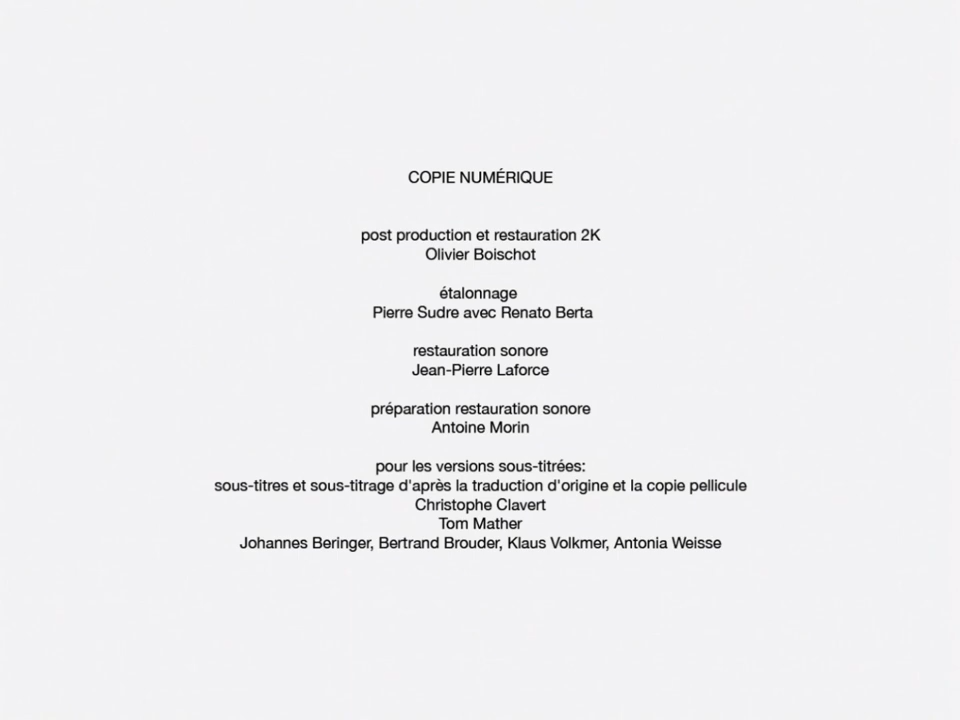 COPIE NUMÉRIQUE
post production et restauration 2K
Olivier Boischot
étalonnage
Pierre Sudre avec Renato Berta
restauration sonore
Jean-Pierre Laforce
préparation restauration sonore
Antoine Morin
pour les versions sous-titrées:
sous-titres et sous-titrage d'après la traduction d'origine et la copie pellicule
Christophe Clavert
Tom Mather
Johannes Beringer, Bertrand Brouder, Klaus Volkmer, Antonia Weisse